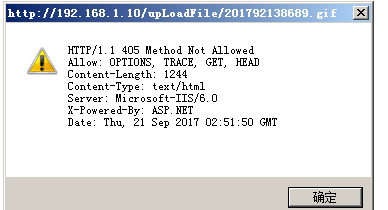 http://192.168.1.10/upLoadFile/201792138689.gif
HTTP/1.1 405 Method Not Allowed
Allow: OPTIONS, TRACE, GET, HEAD
Content-Length: 1244
Content-Type: text/html
Server: Microsoft-IIS/6.0
X-Powered-By: ASP.NET
Date: Thu, 21 Sep 2017 02:51:50 GMT
确定